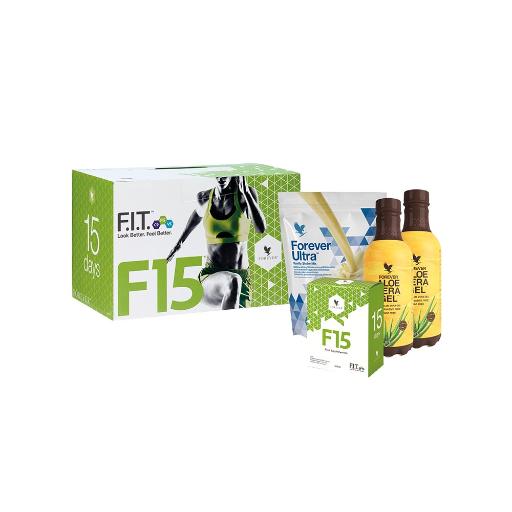 15
days
F.I.T.
Look Better. Feel Better.
F15
FOREVER
Forever
Ultra
F15
15
F.I.T.
FOREVER
ALOE
VERA
GEL
FOREVER
ALOE
VERA
GEL